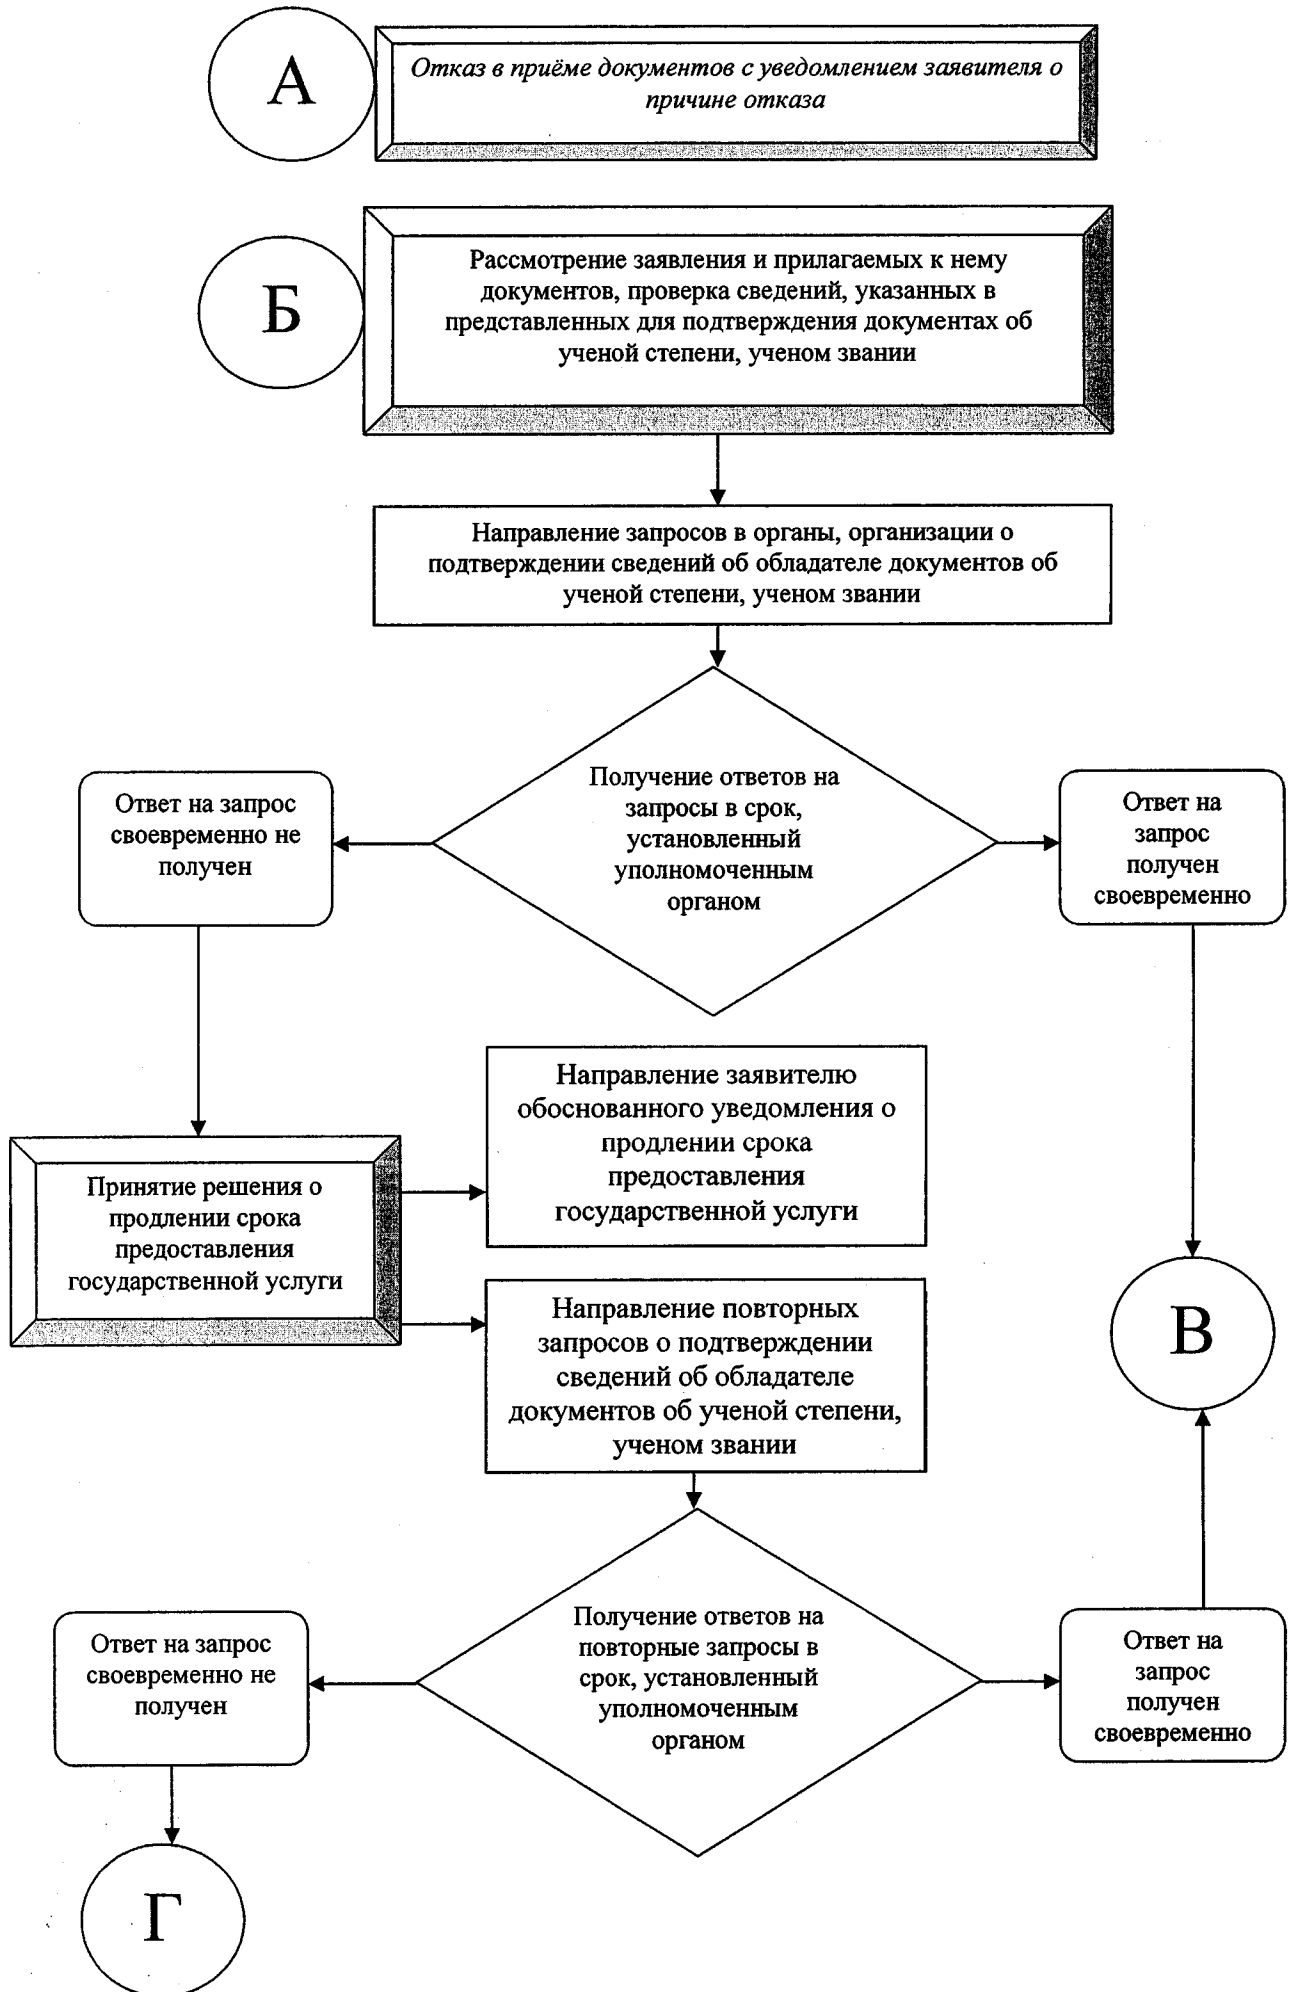 А
Отказ в приёме документов с уведомлением заявителя о
причине отказа
Б
Рассмотрение заявления и прилагаемых к нему
документов, проверка сведений, указанных в
представленных для подтверждения документах об
ученой степени, ученом звании
Направление запросов в органы, организации о
подтверждении сведений об обладателе документов об
ученой степени, ученом звании
Получение ответов на
запросы в срок,
установленный
уполномоченным
органом
Ответ на запрос
своевременно не
получен
Ответ на
запрос
получен
своевременно
Направление заявителю
обоснованного уведомления о
продлении срока
предоставления
государственной услуги
Принятие решения о
продлении срока
предоставления
государственной услуги
Направление повторных
запросов о подтверждении
сведений об обладателе
документов об ученой степени,
ученом звании
В
Получение ответов на
повторные запросы в
срок, установленный
уполномоченным
органом
Ответ на запрос
своевременно не
получен
Ответ на
запрос
получен
своевременно
Г